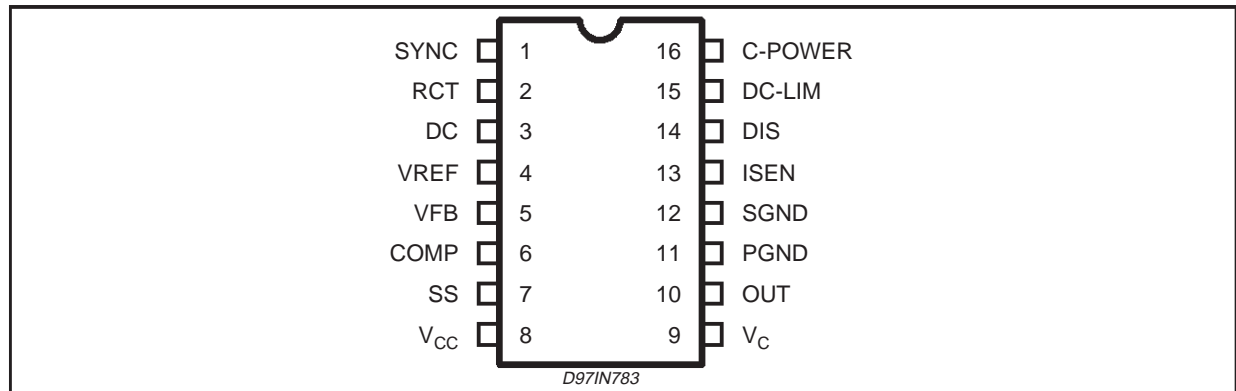 SYNC 1 16 C-POWER
RCT 2 15 DC-LIM
DC 3 14 DIS
VREF 4 13 ISEN
VFB 5 12 SGND
COMP 6 11 PGND
SS 7 10 OUT
VCC 8 9 VC
D97IN783